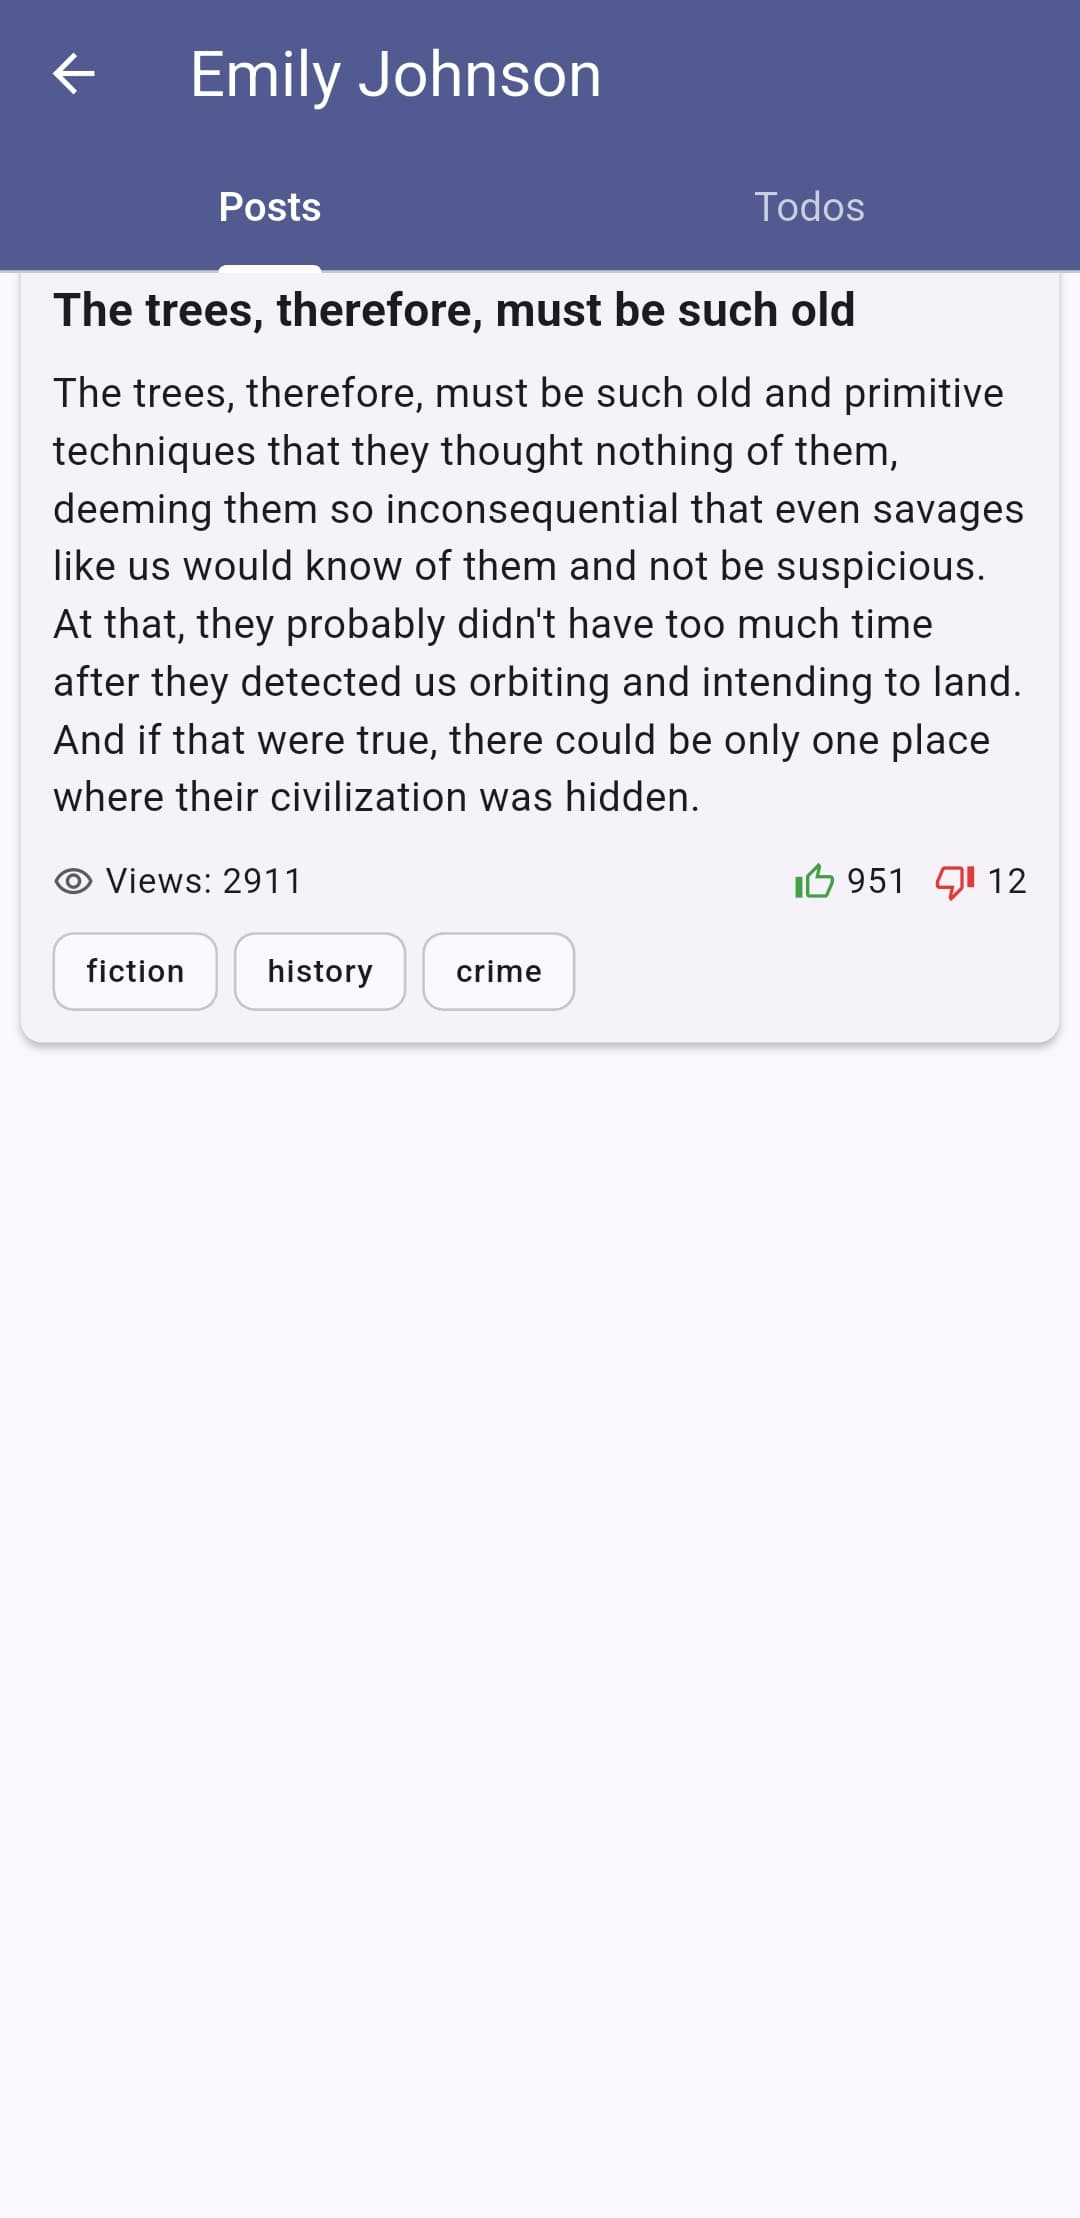 Emily Johnson
Posts
Todos
The trees, therefore, must be such old
The trees, therefore, must be such old and primitive
techniques that they thought nothing of them,
deeming them so inconsequential that even savages
like us would know of them and not be suspicious.
At that, they probably didn't have too much time
after they detected us orbiting and intending to land.
And if that were true, there could be only one place
where their civilization was hidden.
Views: 2911
951
12
fiction
history
crime